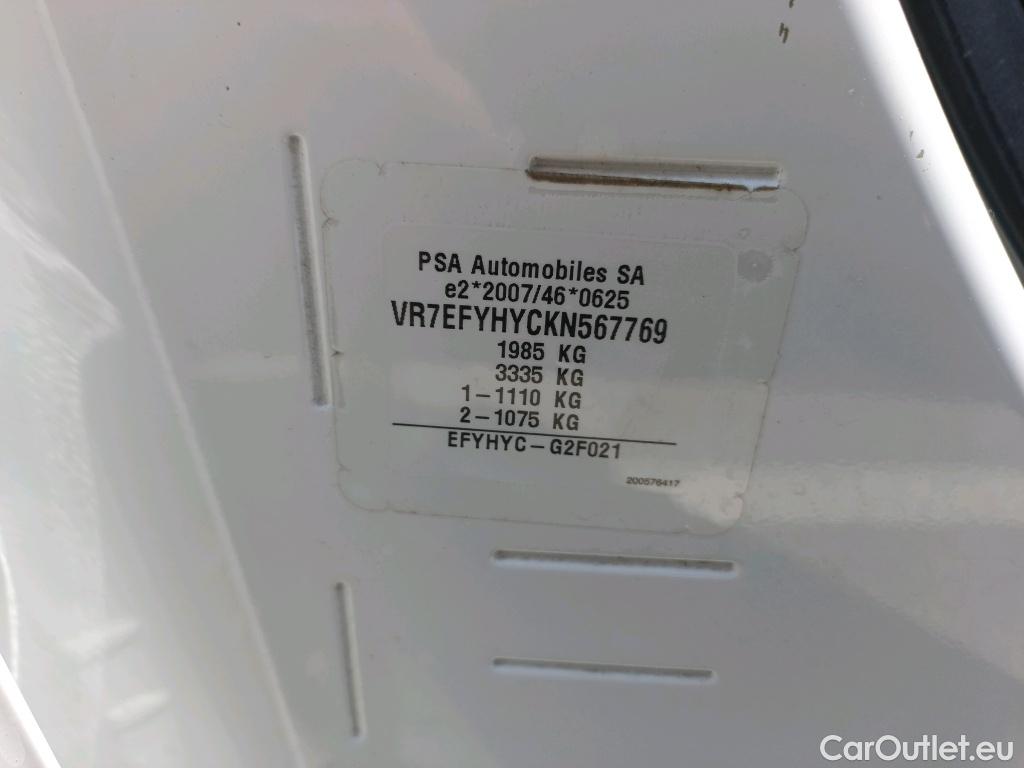 PSA Automobiles SA
e2*2007/46*0625
VR7EFYHYCKN567769
1985 KG
3335 KG
1-1110 KG
2-1075 KG
EFYHYC-G2F021
200576417
CarOutlet.eu